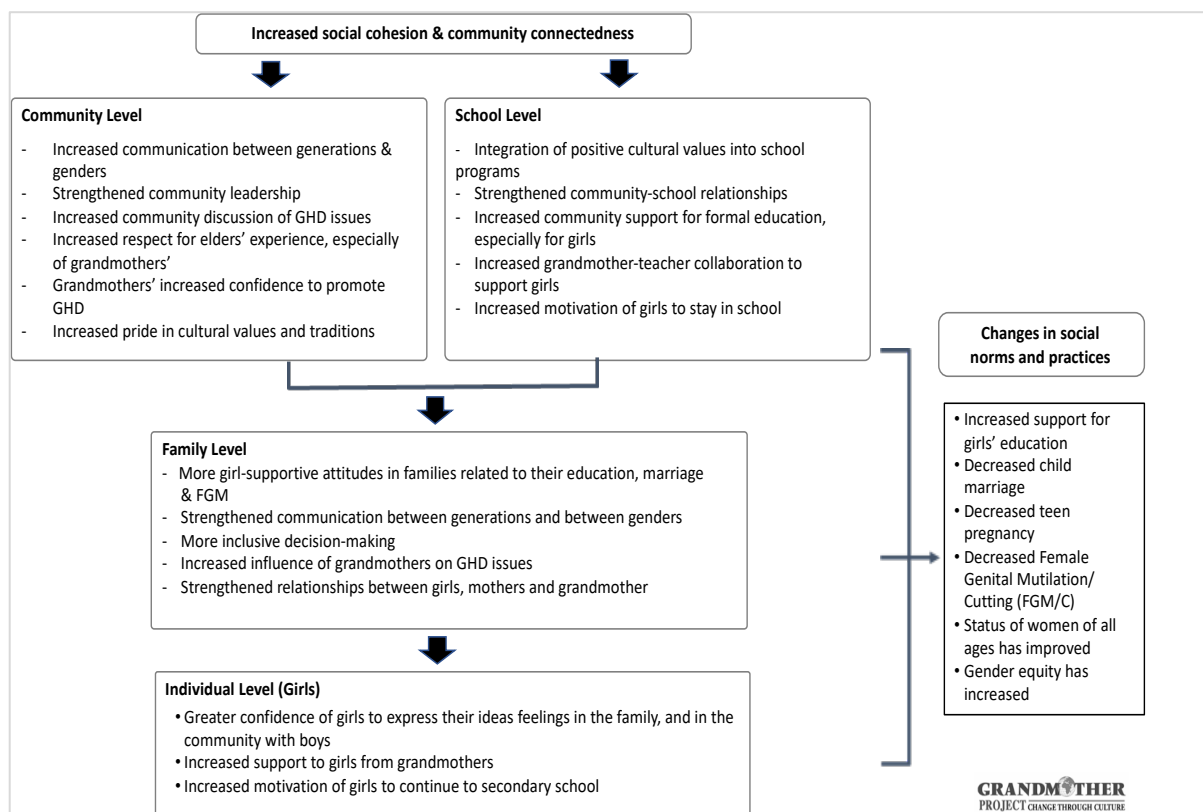 Increased social cohesion & community connectedness
Community Level
- Increased communication between generations &
genders
- Strengthened community leadership
- Increased community discussion of GHD issues
- Increased respect for elders’ experience, especially
of grandmothers’
- Grandmothers’ increased confidence to promote
GHD
- Increased pride in cultural values and traditions
School Level
- Integration of positive cultural values into school
programs
- Strengthened community-school relationships
- Increased community support for formal education,
especially for girls
- Increased grandmother-teacher collaboration to
support girls
- Increased motivation of girls to stay in school
Family Level
- More girl-supportive attitudes in families related to their education, marriage
& FGM
- Strengthened communication between generations and between genders
- More inclusive decision-making
- Increased influence of grandmothers on GHD issues
- Strengthened relationships between girls, mothers and grandmother
Individual Level (Girls)
• Greater confidence of girls to express their ideas feelings in the family, and in the
community with boys
• Increased support to girls from grandmothers
• Increased motivation of girls to continue to secondary school
Changes in social
norms and practices
• Increased support for
girls’ education
• Decreased child
marriage
• Decreased teen
pregnancy
• Decreased Female
Genital Mutilation/
Cutting (FGM/C)
• Status of women of all
ages has improved
• Gender equity has
increased
GRANDMOTHER
PROJECT CHANGE THROUGH CULTURE